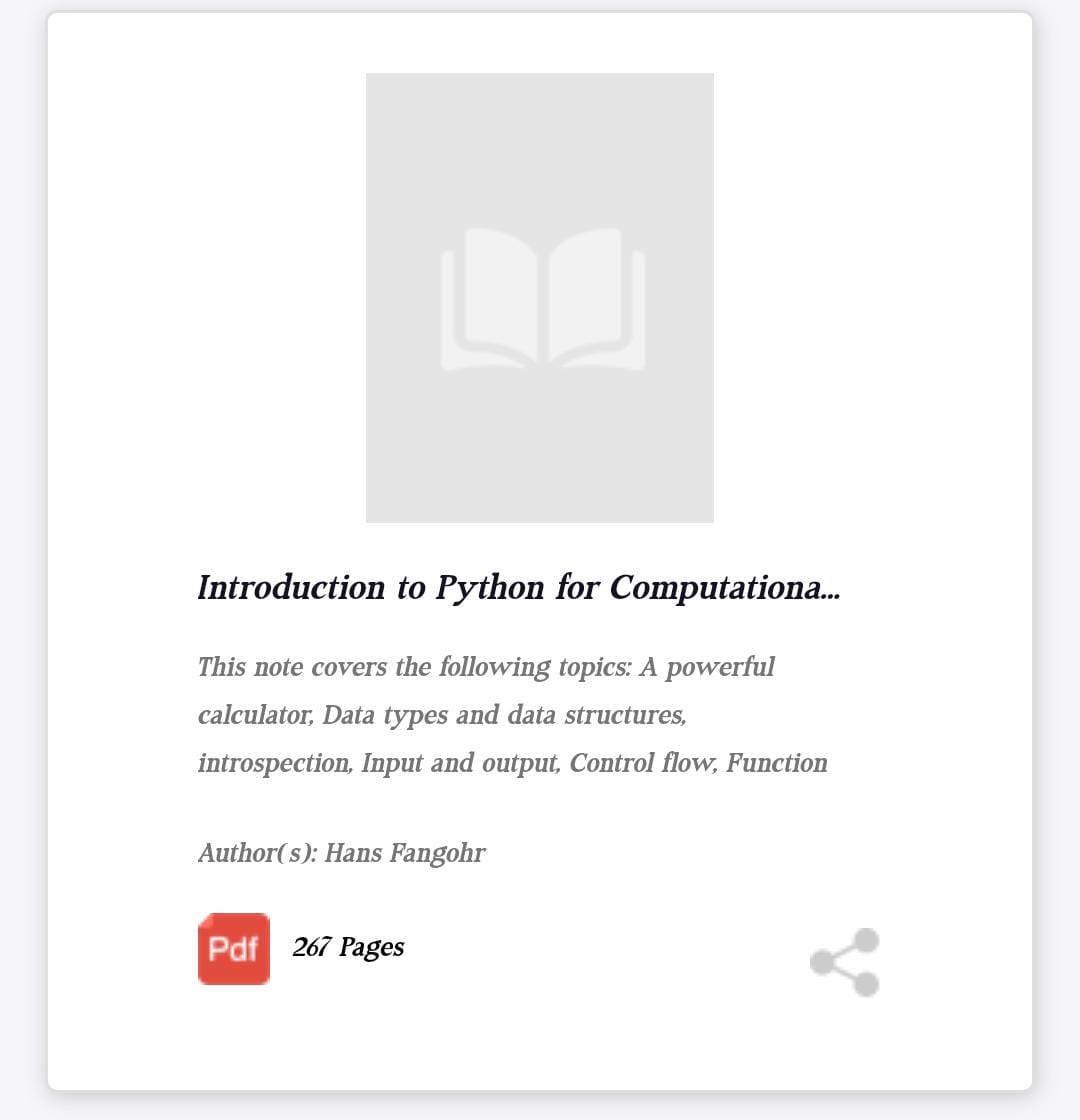 Introduction to Python for Computationa...
This note covers the following topics: A powerful
calculator, Data types and data structures,
introspection, Input and output, Control flow, Function
Author(s): Hans Fangohr
Pdf 267 Pages